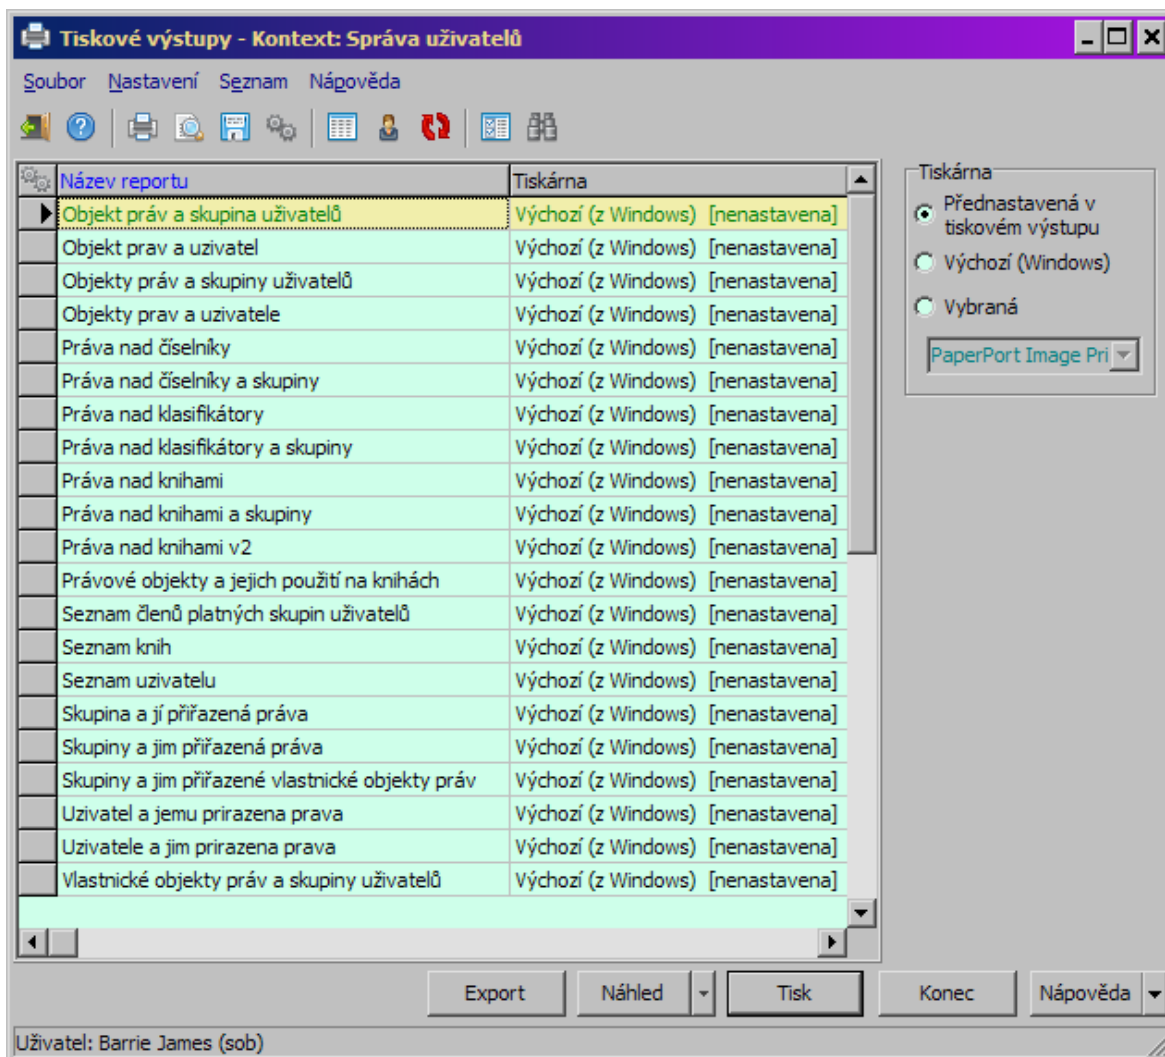 Tiskové výstupy - Kontext: Správa uživatelů
Soubor Nastavení Seznam Nápověda
Název reportu Tiskárna
Objekt práv a skupina uživatelů Výchozí (z Windows) [nenastavena]
Objekt prav a uzivatel Výchozí (z Windows) [nenastavena]
Objekty práv a skupiny uživatelů Výchozí (z Windows) [nenastavena]
Objekty prav a uzivatele Výchozí (z Windows) [nenastavena]
Práva nad číselníky Výchozí (z Windows) [nenastavena]
Práva nad číselníky a skupiny Výchozí (z Windows) [nenastavena]
Práva nad klasifikátory Výchozí (z Windows) [nenastavena]
Práva nad klasifikátory a skupiny Výchozí (z Windows) [nenastavena]
Práva nad knihami Výchozí (z Windows) [nenastavena]
Práva nad knihami a skupiny Výchozí (z Windows) [nenastavena]
Práva nad knihami v2 Výchozí (z Windows) [nenastavena]
Právové objekty a jejich použití na knihách Výchozí (z Windows) [nenastavena]
Seznam členů platných skupin uživatelů Výchozí (z Windows) [nenastavena]
Seznam knih Výchozí (z Windows) [nenastavena]
Seznam uzivatelu Výchozí (z Windows) [nenastavena]
Skupina a jí přiřazená práva Výchozí (z Windows) [nenastavena]
Skupiny a jim přiřazená práva Výchozí (z Windows) [nenastavena]
Skupiny a jim přiřazené vlastnické objekty práv Výchozí (z Windows) [nenastavena]
Uzivatel a jemu prirazena prava Výchozí (z Windows) [nenastavena]
Uzivatele a jim prirazena prava Výchozí (z Windows) [nenastavena]
Vlastnické objekty práv a skupiny uživatelů Výchozí (z Windows) [nenastavena]
Tiskárna
Přednastavená v
tiskovém výstupu
Výchozí (Windows)
Vybraná
PaperPort Image Pri
Export Náhled Tisk Konec Nápověda
Uživatel: Barrie James (sob)